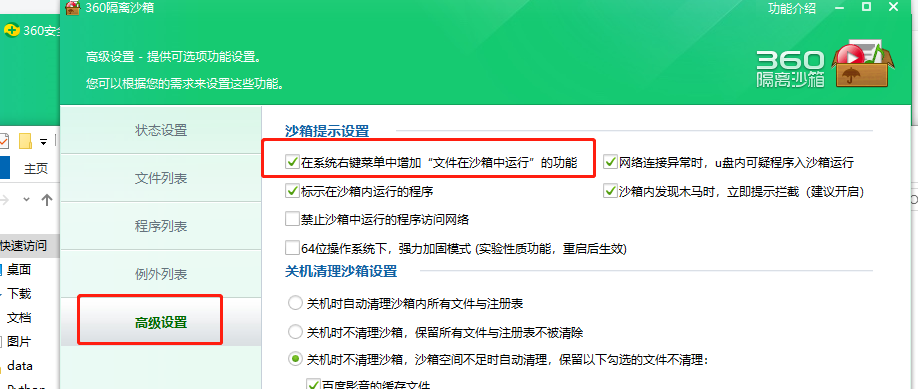 360隔离沙箱
功能介绍
360安全
高级设置 - 提供可选项功能设置。
您可以根据您的需求来设置这些功能。
360
隔离沙箱
主页
快速访问
桌面
下载
文档
图片
data
Python
状态设置
文件列表
程序列表
例外列表
高级设置
沙箱提示设置
在系统右键菜单中增加“文件在沙箱中运行”的功能
网络连接异常时，u盘内可疑程序入沙箱运行
标示在沙箱内运行的程序
沙箱内发现木马时，立即提示拦截（建议开启）
禁止沙箱中运行的程序访问网络
64位操作系统下，强力加固模式 (实验性质功能，重启后生效)
关机清理沙箱设置
关机时自动清理沙箱内所有文件与注册表
关机时不清理沙箱，保留所有文件与注册表不被清除
关机时不清理沙箱，沙箱空间不足时自动清理，保留以下勾选的文件不清理：
百度影音的缓存文件